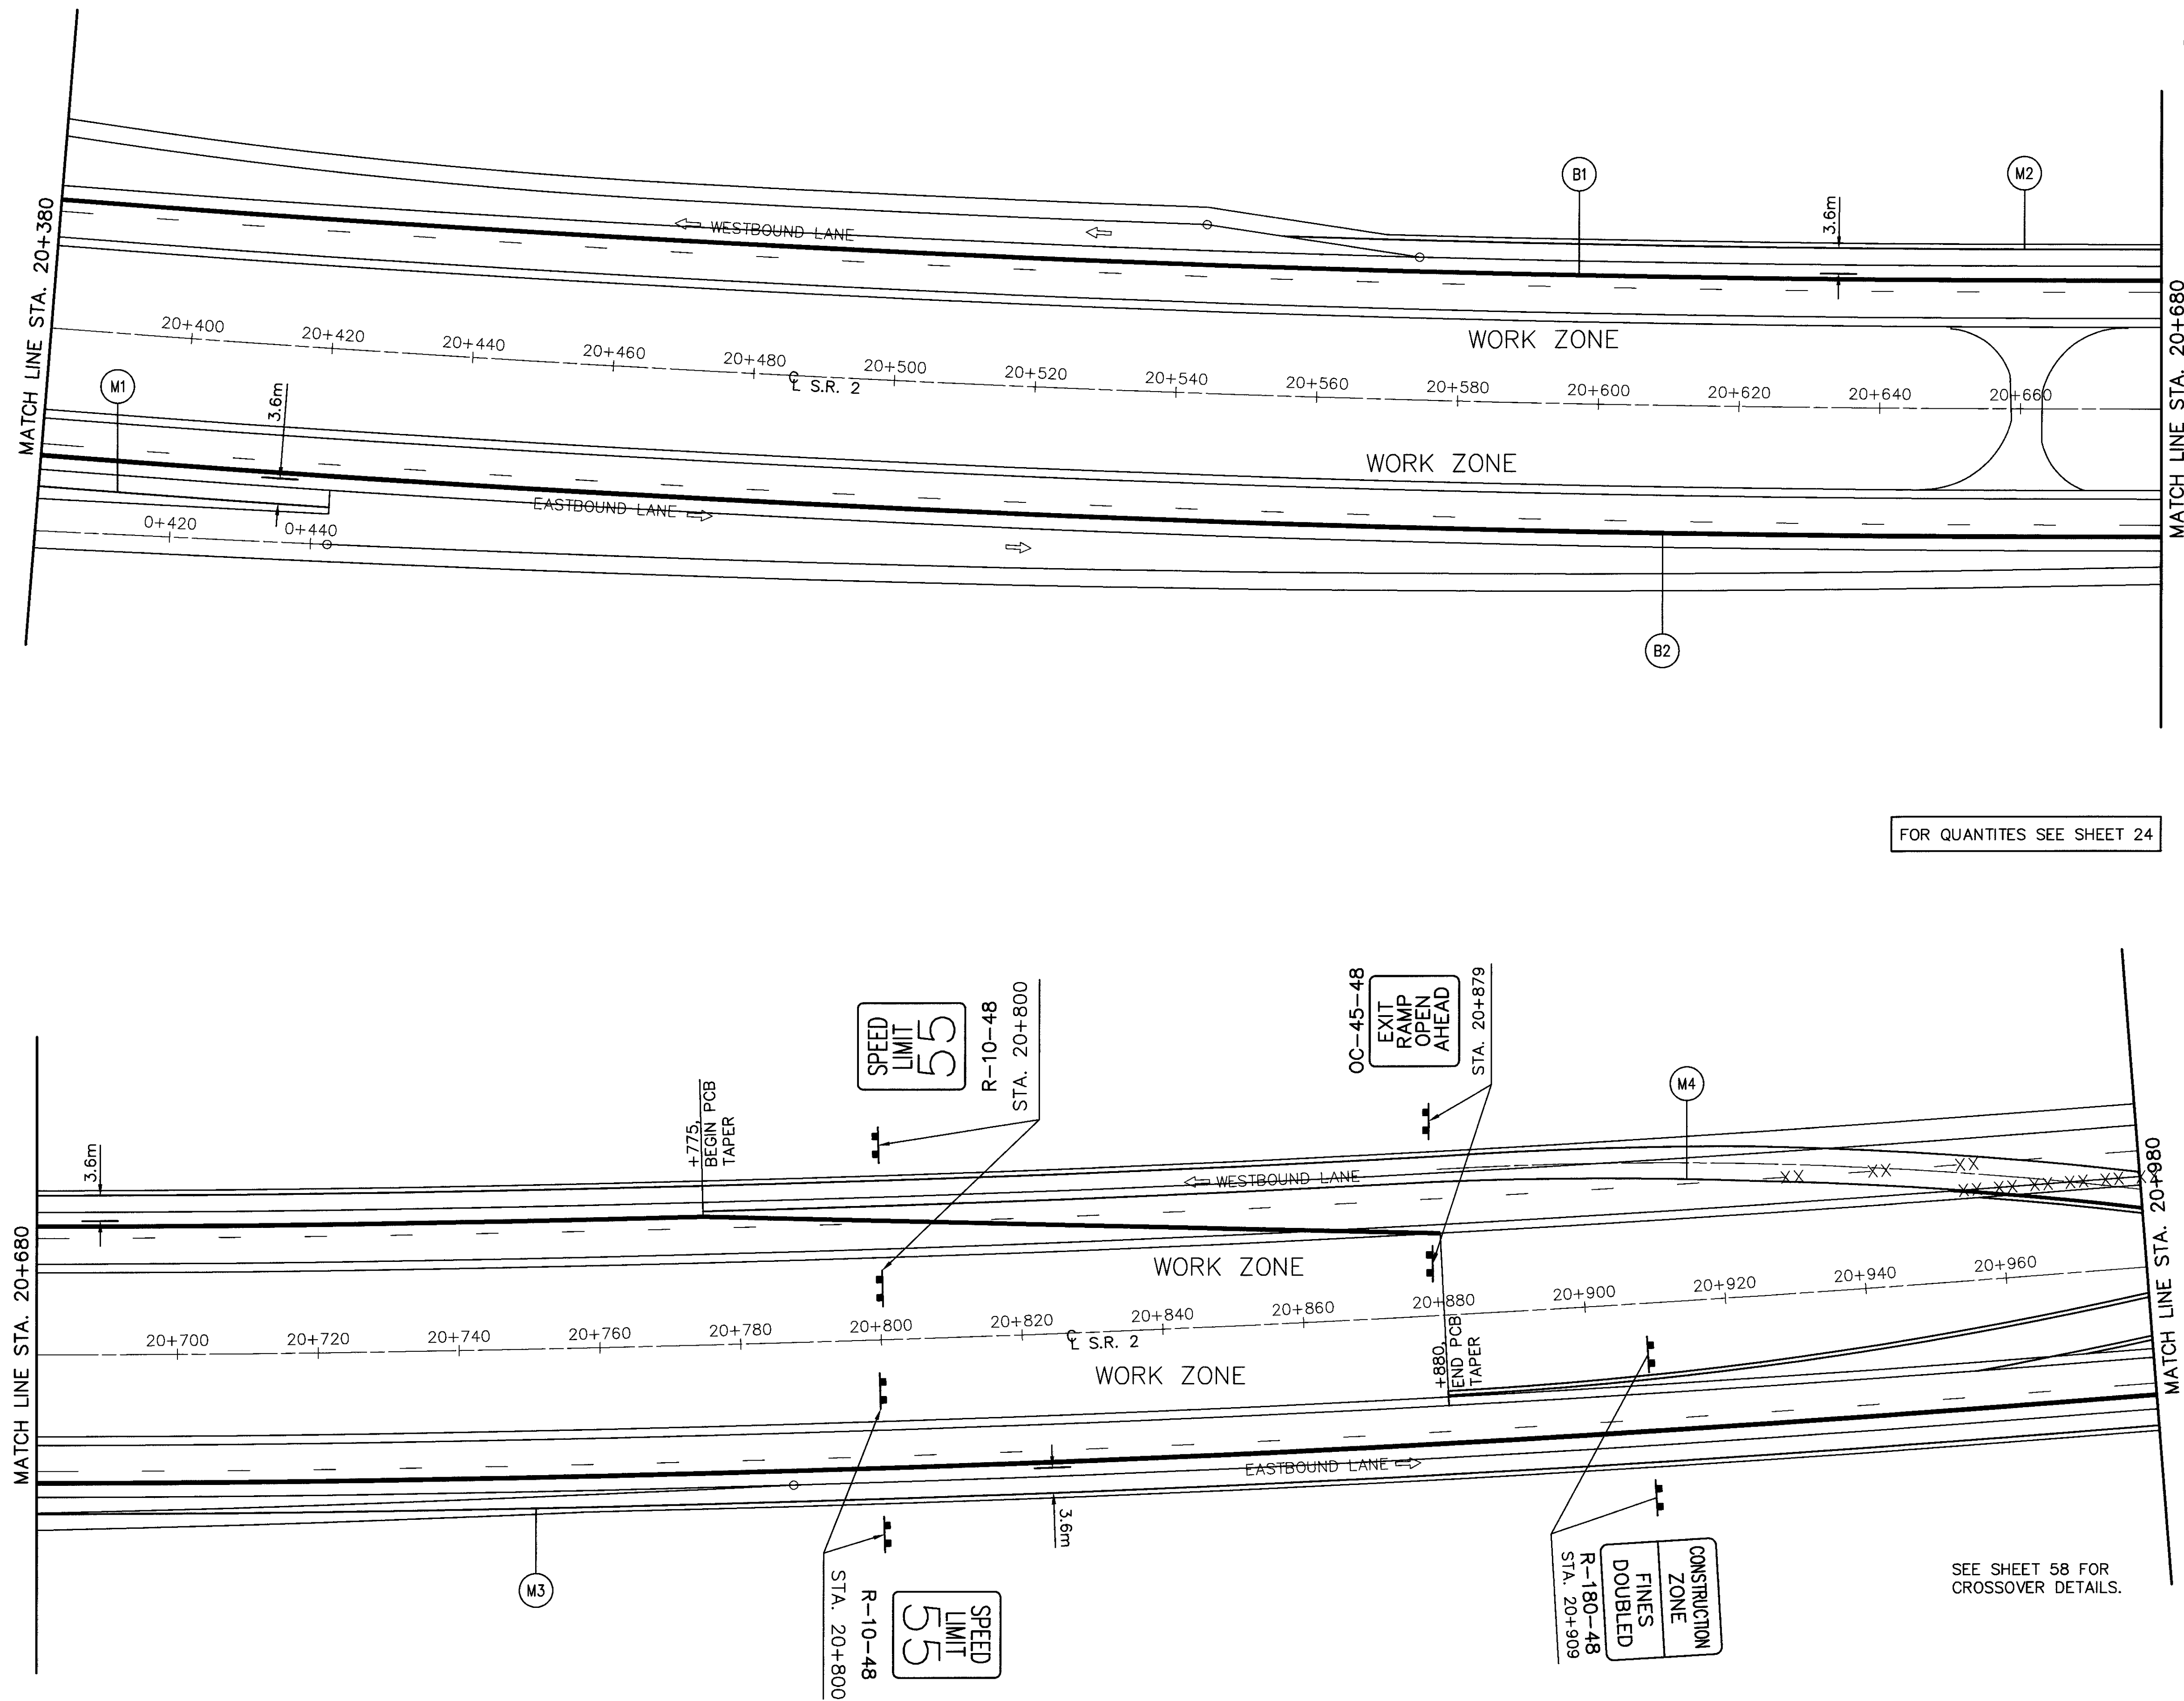 MATCH LINE STA. 20+380
B1
M2
3.6m
WESTBOUND LANE
20+400
20+420
20+440
20+460
20+480
20+500
20+520
20+540
20+560
20+580
20+600
20+620
20+640
20+660
WORK ZONE
℄ S.R. 2
M1
3.6m
WORK ZONE
EASTBOUND LANE
0+420
0+440
B2
MATCH LINE STA. 20+680
FOR QUANTITES SEE SHEET 24
MATCH LINE STA. 20+680
3.6m
+775,
BEGIN PCB
TAPER
SPEED
LIMIT
55
R-10-48
STA. 20+800
OC-45-48
EXIT
RAMP
OPEN
AHEAD
STA. 20+879
M4
WESTBOUND LANE
XX
XX
XX
XX
XX
XX
XX
XX
X
WORK ZONE
20+700
20+720
20+740
20+760
20+780
20+800
20+820
20+840
20+860
20+880
20+900
20+920
20+940
20+960
℄ S.R. 2
WORK ZONE
+880,
END PCB
TAPER
EASTBOUND LANE
3.6m
M3
STA. 20+800
R-10-48
SPEED
LIMIT
55
STA. 20+909
R-180-48
CONSTRUCTION
ZONE
FINES
DOUBLED
MATCH LINE STA. 20+980
SEE SHEET 58 FOR
CROSSOVER DETAILS.